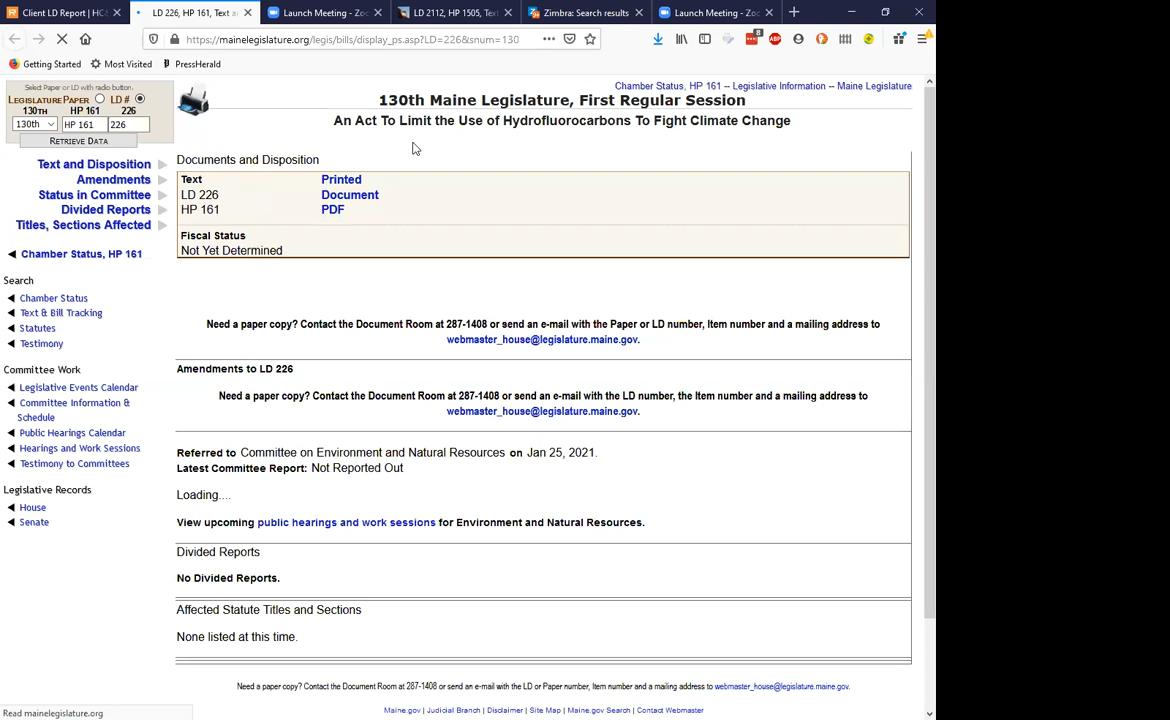 Client LD Report | HC
LD 226, HP 161, Text a
Launch Meeting - Zoo
LD 2112, HP 1505, Text
Zimbra: Search results
Launch Meeting - Zoo
https://mainelegislature.org/legis/bills/display_ps.asp?LD=226&snum=130
8
ABP
Getting Started
Most Visited
PressHerald
Select Paper or LD with radio button.
LEGISLATURE PAPER LD #
130TH HP 161 226
130th HP 161 226
RETRIEVE DATA
Text and Disposition
Amendments
Status in Committee
Divided Reports
Titles, Sections Affected
Chamber Status, HP 161
Search
Chamber Status
Text & Bill Tracking
Statutes
Testimony
Committee Work
Legislative Events Calendar
Committee Information &
Schedule
Public Hearings Calendar
Hearings and Work Sessions
Testimony to Committees
Legislative Records
House
Senate
Chamber Status, HP 161 -- Legislative Information -- Maine Legislature
130th Maine Legislature, First Regular Session
An Act To Limit the Use of Hydrofluorocarbons To Fight Climate Change
Documents and Disposition
Text Printed
LD 226 Document
HP 161 PDF
Fiscal Status
Not Yet Determined
Need a paper copy? Contact the Document Room at 287-1408 or send an e-mail with the Paper or LD number, Item number and a mailing address to
webmaster_house@legislature.maine.gov.
Amendments to LD 226
Need a paper copy? Contact the Document Room at 287-1408 or send an e-mail with the LD number, the Item number and a mailing address to
webmaster_house@legislature.maine.gov.
Referred to Committee on Environment and Natural Resources on Jan 25, 2021.
Latest Committee Report: Not Reported Out
Loading....
View upcoming public hearings and work sessions for Environment and Natural Resources.
Divided Reports
No Divided Reports.
Affected Statute Titles and Sections
None listed at this time.
Need a paper copy? Contact the Document Room at 287-1408 or send an e-mail with the LD or Paper number, Item number and a mailing address to webmaster_house@legislature.maine.gov.
Maine.gov | Judicial Branch | Disclaimer | Site Map | Maine.gov Search | Contact Webmaster
Read mainelegislature.org